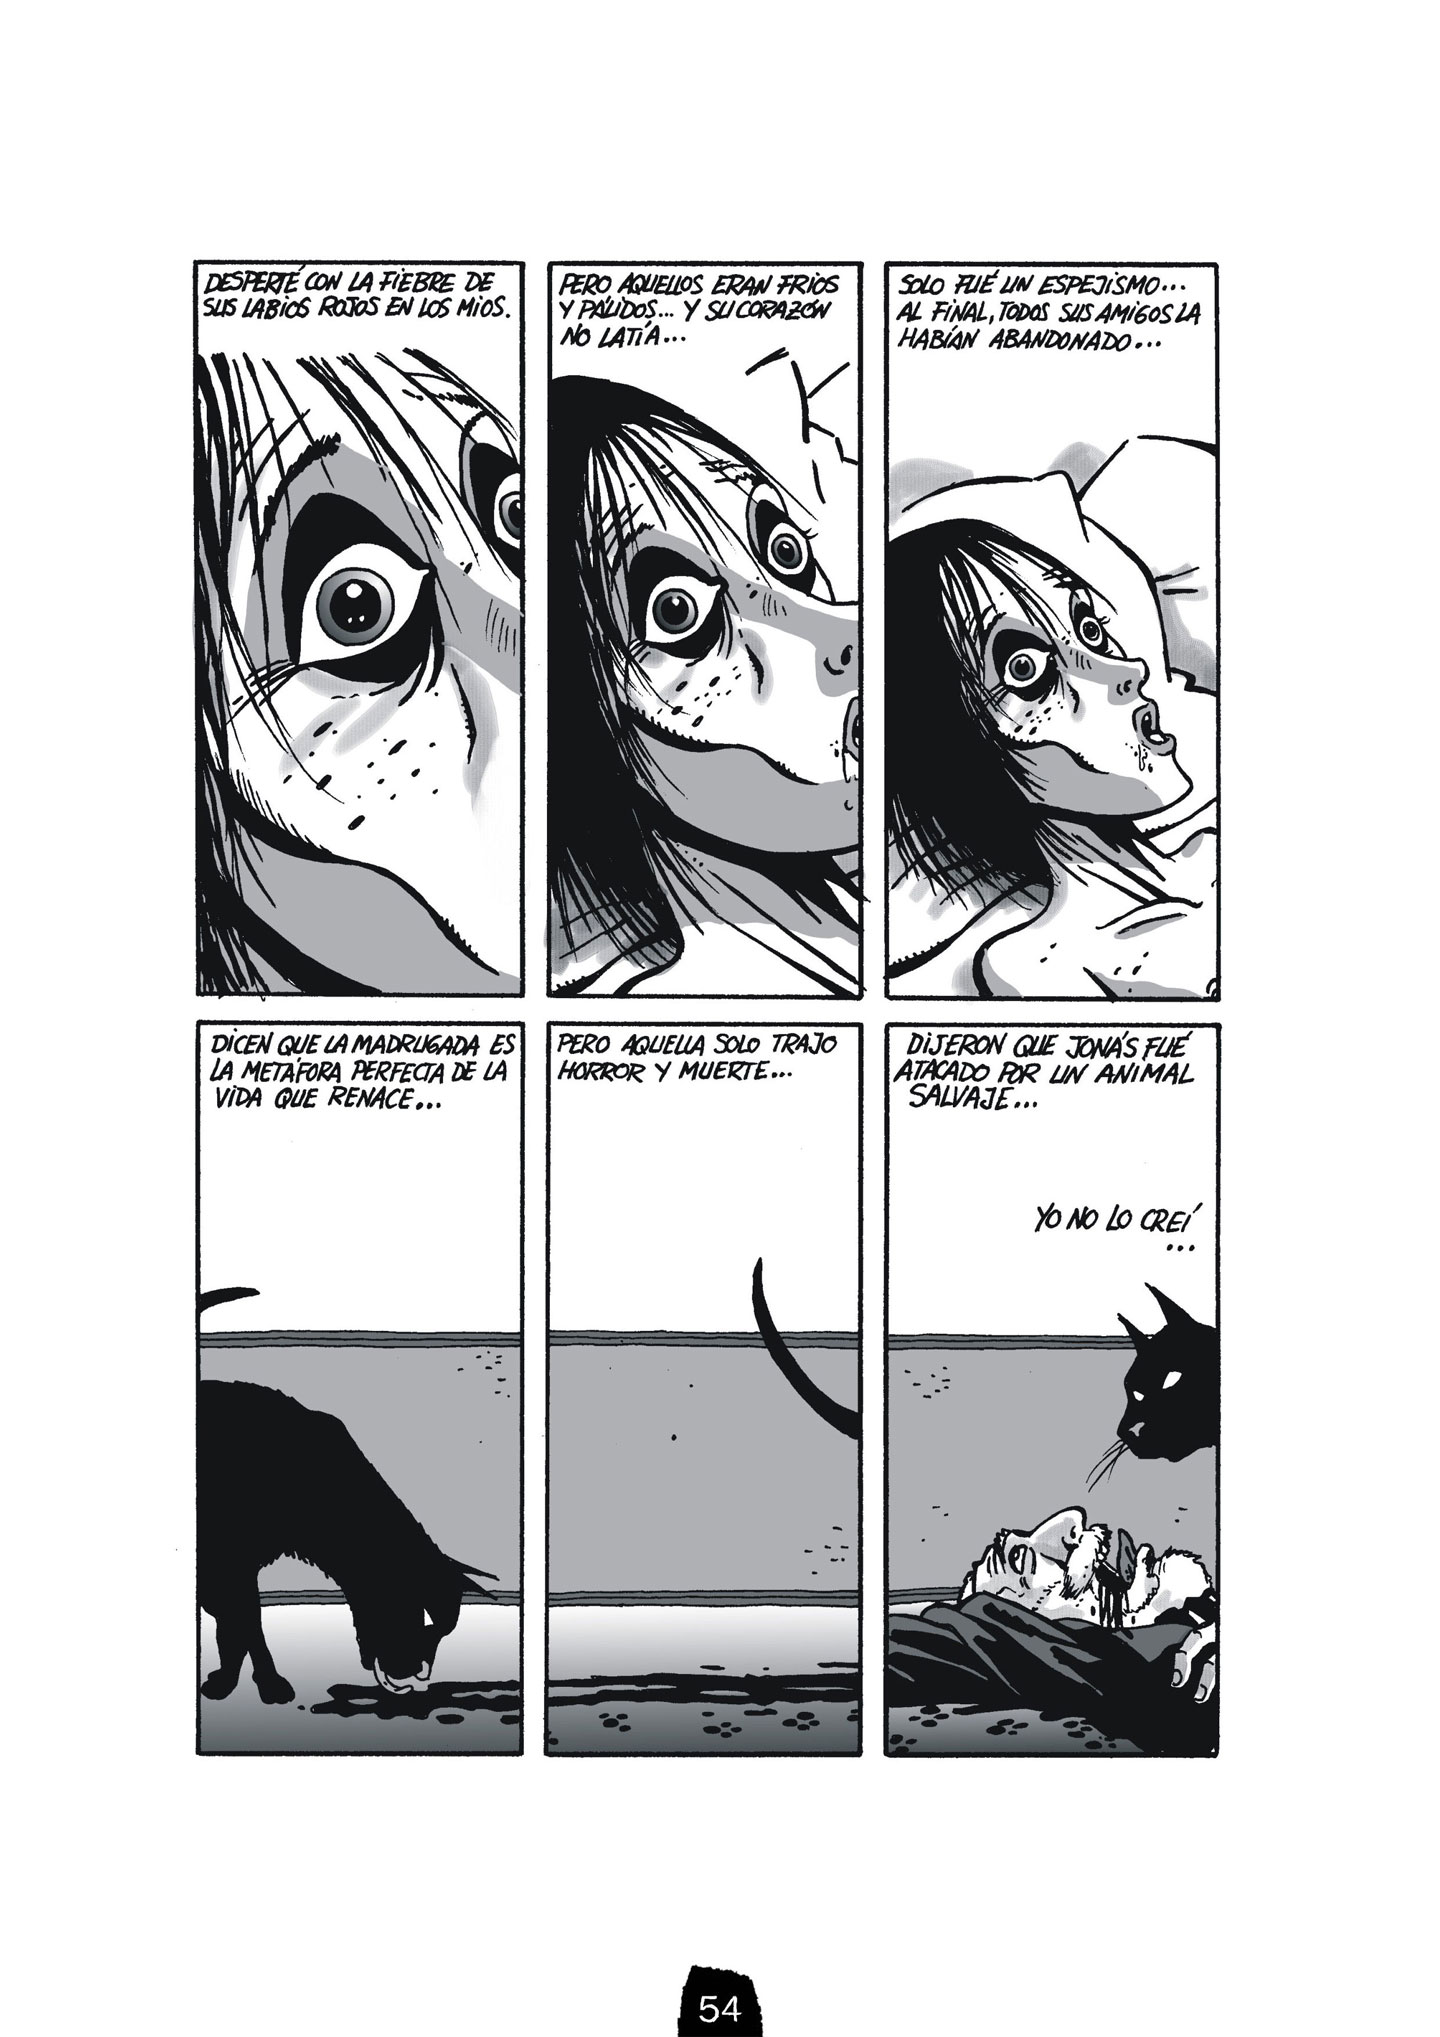 DESPERTÉ CON LA FIEBRE DE
SUS LABIOS ROJOS EN LOS MIOS.
PERO AQUELLOS ERAN FRIOS
Y PÁLIDOS... Y SU CORAZÓN
NO LATÍA...
SOLO FUÉ UN ESPEJISMO...
AL FINAL, TODOS SUS AMIGOS LA
HABÍAN ABANDONADO...
DICEN QUE LA MADRUGADA ES
LA METÁFORA PERFECTA DE LA
VIDA QUE RENACE...
PERO AQUELLA SOLO TRAJO
HORROR Y MUERTE...
DIJERON QUE JONÁS FUÉ
ATACADO POR UN ANIMAL
SALVAJE...
YO NO LO CREÍ
...
54